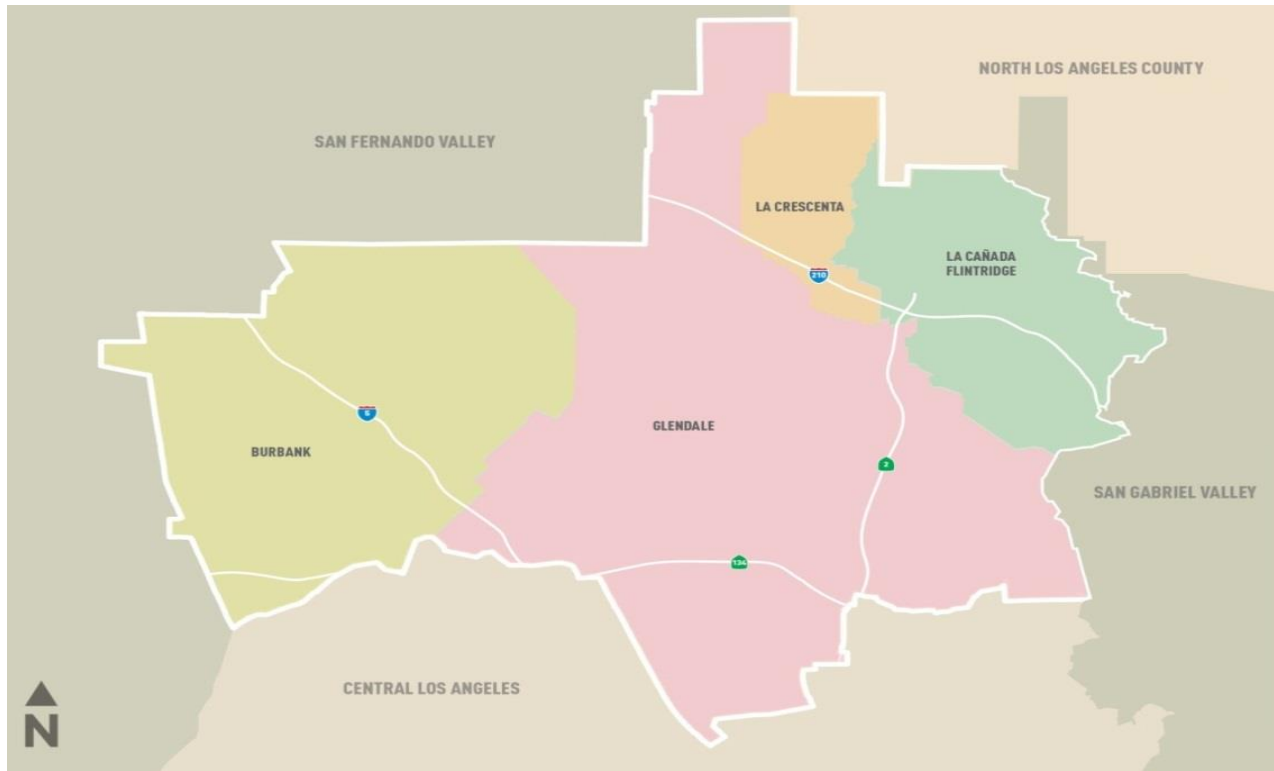 NORTH LOS ANGELES COUNTY
SAN FERNANDO VALLEY
LA CRESCENTA
LA CAÑADA
FLINTRIDGE
210
5
GLENDALE
BURBANK
2
SAN GABRIEL VALLEY
134
CENTRAL LOS ANGELES
N